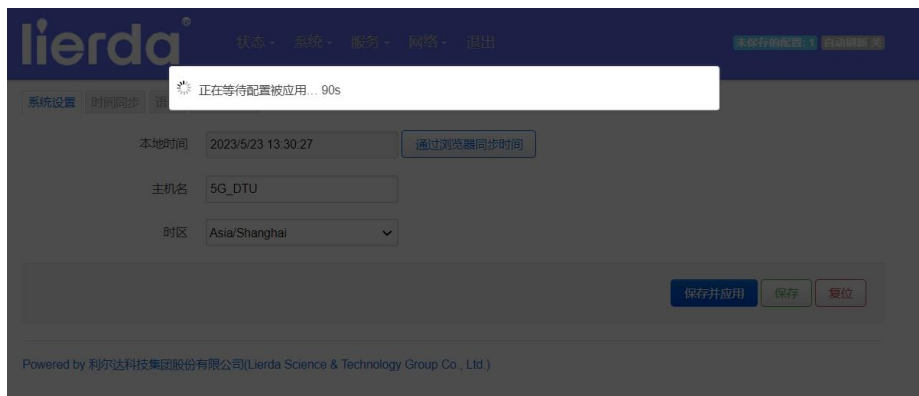 lierda®
状态 系统 服务 网络 退出
未保存的配置: 1 自动刷新 关
正在等待配置被应用... 90s
系统设置 时间同步
本地时间 2023/5/23 13:30:27 通过浏览器同步时间
主机名 5G_DTU
时区 Asia/Shanghai
保存并应用 保存 复位
Powered by 利尔达科技集团股份有限公司(Lierda Science & Technology Group Co., Ltd.)